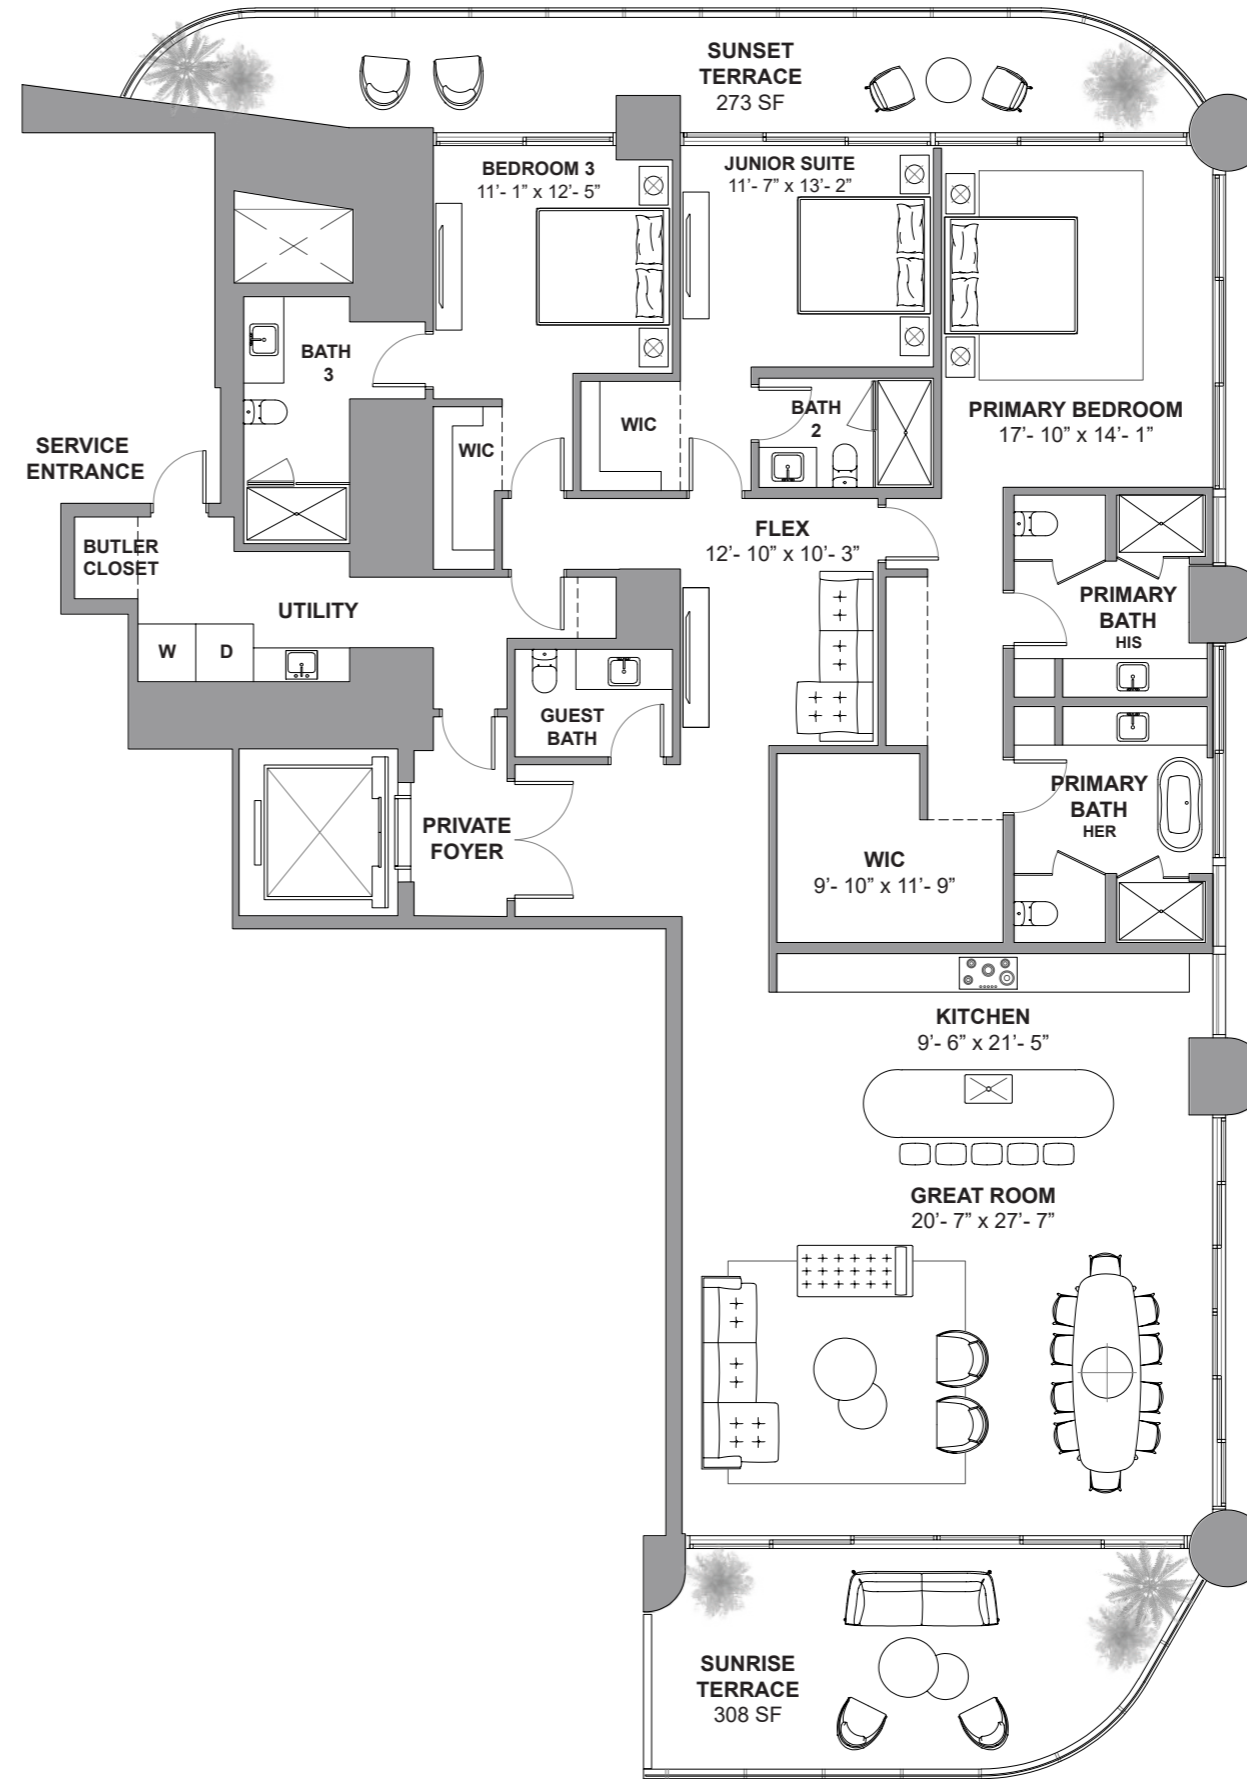 SUNSET
TERRACE
273 SF
BEDROOM 3
11'- 1” x 12'- 5”
JUNIOR SUITE
11'- 7” x 13'- 2”
BATH
3
WIC
WIC
BATH
2
PRIMARY BEDROOM
17'- 10” x 14'- 1”
SERVICE
ENTRANCE
BUTLER
CLOSET
FLEX
12'- 10” x 10'- 3”
UTILITY
W
D
PRIMARY
BATH
HIS
GUEST
BATH
PRIVATE
FOYER
PRIMARY
BATH
HER
WIC
9'- 10” x 11'- 9”
KITCHEN
9'- 6” x 21'- 5”
GREAT ROOM
20'- 7” x 27'- 7”
SUNRISE
TERRACE
308 SF